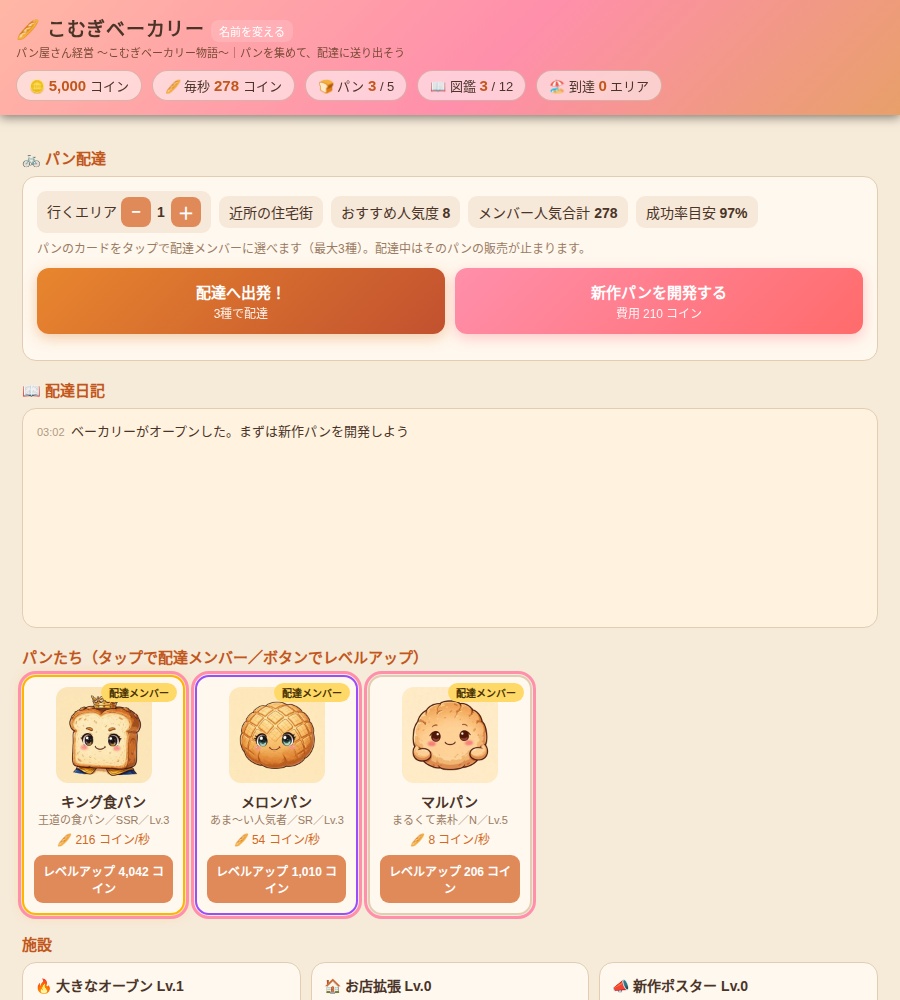 🥖 こむぎベーカリー 名前を変える
パン屋さん経営 〜こむぎベーカリー物語〜｜パンを集めて、配達に送り出そう
🪙 5,000 コイン 🥖 毎秒 278 コイン 🍞 パン 3 / 5 📖 図鑑 3 / 12 🏖️ 到達 0 エリア
🚲 パン配達
行くエリア − 1 ＋ 近所の住宅街 おすすめ人気度 8 メンバー人気合計 278 成功率目安 97%
パンのカードをタップで配達メンバーに選べます（最大3種）。配達中はそのパンの販売が止まります。
配達へ出発！ 新作パンを開発する
3種で配達 費用 210 コイン
📖 配達日記
03:02 ベーカリーがオープンした。まずは新作パンを開発しよう
パンたち（タップで配達メンバー／ボタンでレベルアップ）
配達メンバー 配達メンバー 配達メンバー
キング食パン メロンパン マルパン
王道の食パン／SSR／Lv.3 あま〜い人気者／SR／Lv.3 まるくて素朴／N／Lv.5
🥖 216 コイン/秒 🥖 54 コイン/秒 🥖 8 コイン/秒
レベルアップ 4,042 コ レベルアップ 1,010 コ レベルアップ 206 コイ
イン イン ン
施設
🔥 大きなオーブン Lv.1 🏠 お店拡張 Lv.0 📣 新作ポスター Lv.0